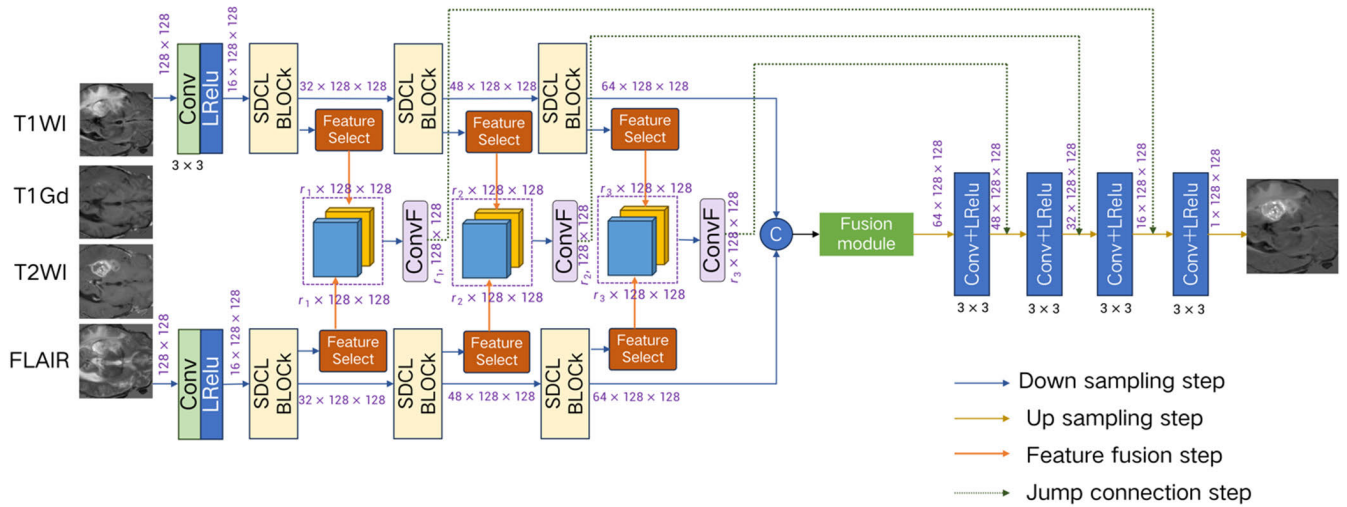 T1WI
T1Gd
T2WI
FLAIR
128 × 128
Conv
LRelu
3 × 3
16 × 128 × 128
SDCL
BLOCk
32 × 128 × 128
Feature
Select
SDCL
BLOCk
48 × 128 × 128
Feature
Select
SDCL
BLOCk
64 × 128 × 128
Feature
Select
r1 × 128 × 128
ConvF
r1, 128 × 128
r1 × 128 × 128
r2 × 128 × 128
ConvF
r2, 128 × 128
r2 × 128 × 128
r3 × 128 × 128
ConvF
r3 × 128 × 128
r3 × 128 × 128
128 × 128
Conv
LRelu
16 × 128 × 128
SDCL
BLOCk
32 × 128 × 128
Feature
Select
SDCL
BLOCk
48 × 128 × 128
Feature
Select
SDCL
BLOCk
64 × 128 × 128
Feature
Select
C
Fusion
module
64 × 128 × 128
Conv+LRelu
3 × 3
48 × 128 × 128
Conv+LRelu
3 × 3
32 × 128 × 128
Conv+LRelu
3 × 3
16 × 128 × 128
Conv+LRelu
3 × 3
1 × 128 × 128
Down sampling step
Up sampling step
Feature fusion step
Jump connection step